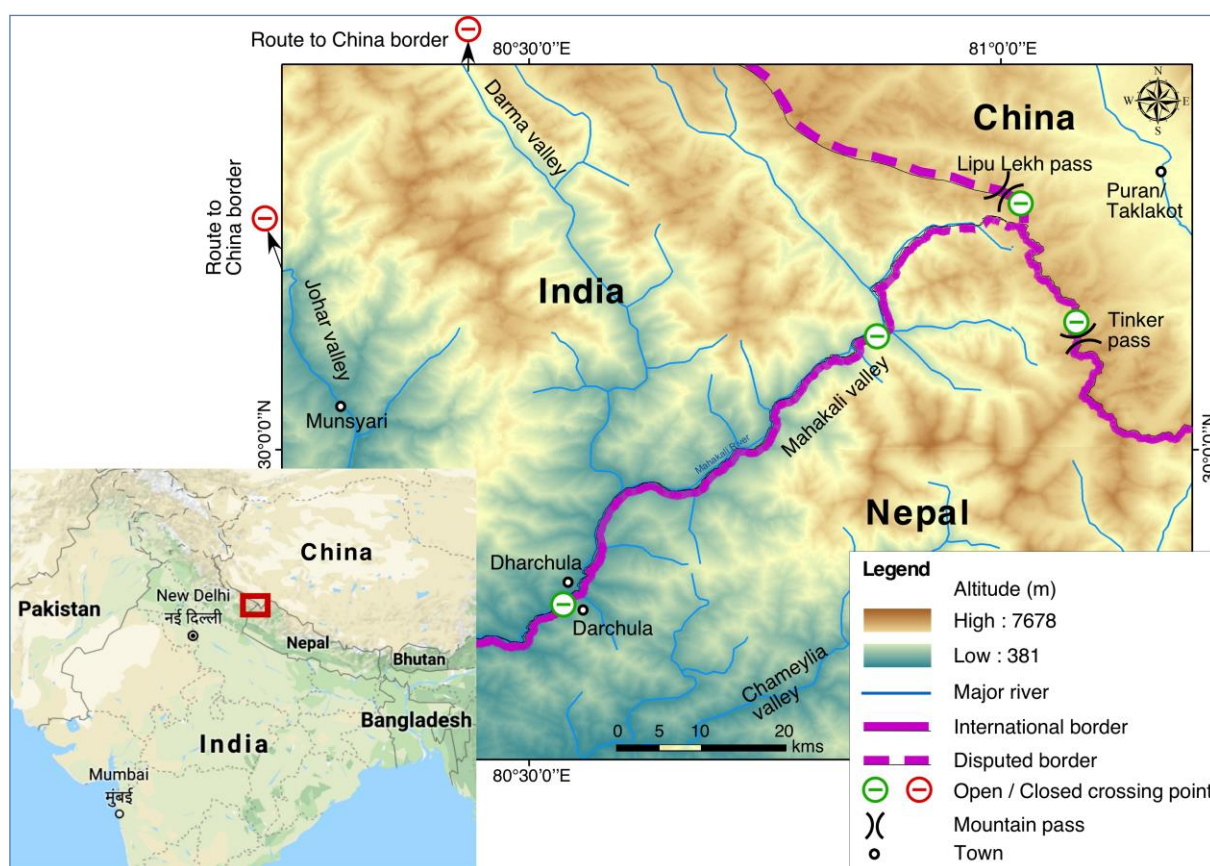 Route to China border
80°30'0"E
81°0'0"E
N
W
E
S
China
Darma valley
Lipu Lekh pass
Puran/
Taklakot
Route to
China border
India
Johar valley
Tinker
pass
Munsyari
Mahakali valley
Mahakali River
30°0'0"N
30°0'0"N
Nepal
Dharchula
Darchula
Chameylia
valley
0 5 10 20
kms
80°30'0"E
Legend
Altitude (m)
High : 7678
Low : 381
Major river
International border
Disputed border
Open / Closed crossing point
Mountain pass
Town
China
Pakistan
New Delhi
नई दिल्ली
Nepal
Bhutan
Bangladesh
India
Mumbai
मुंबई